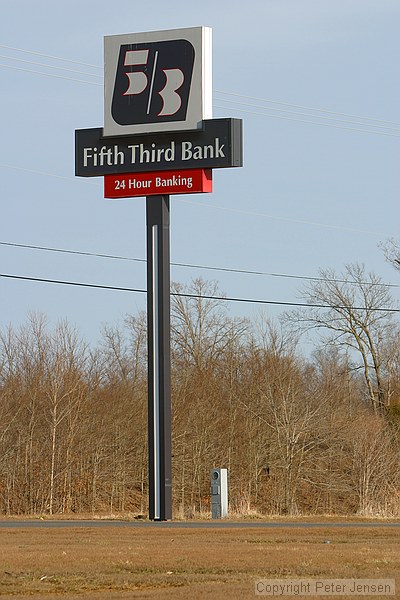 5/3
Fifth Third Bank
24 Hour Banking
Copyright Peter Jensen